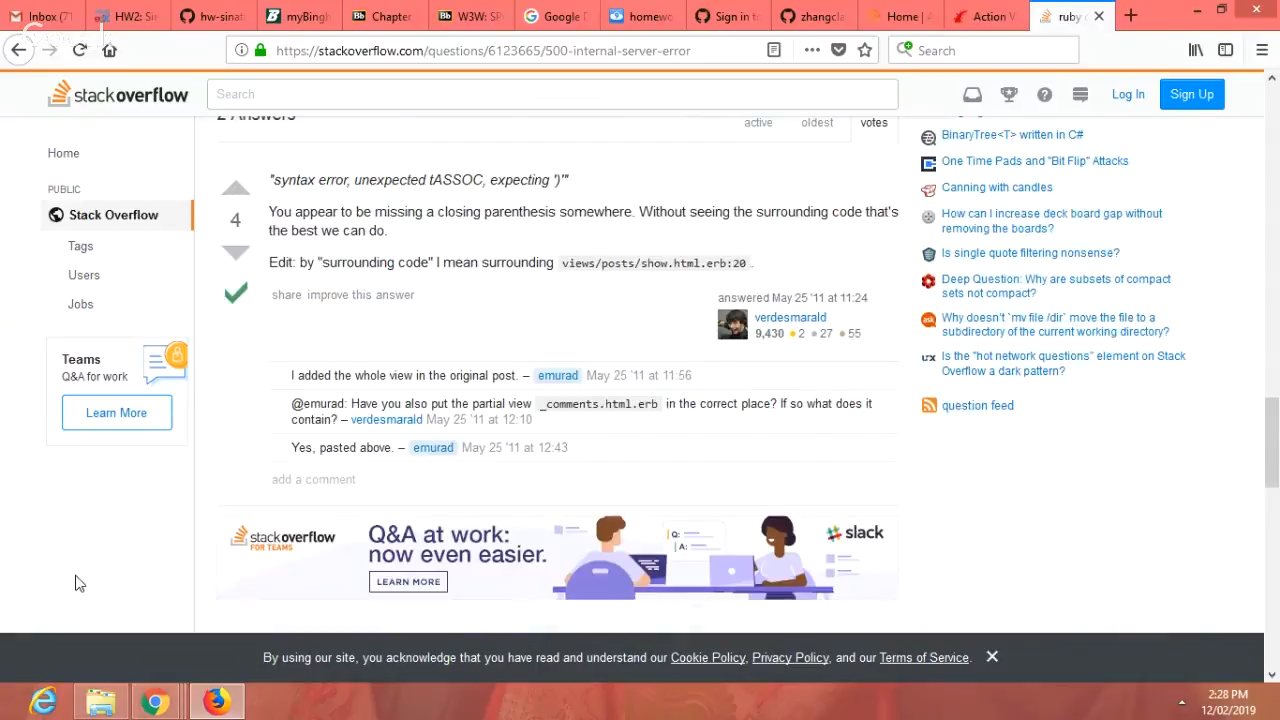 Inbox (7
HW2: Sin
hw-sinat
myBingh
Chapter
W3W: SP
Google D
homewo
Sign in to
zhangcla
Home | A
Action V
ruby o
https://stackoverflow.com/questions/6123665/500-internal-server-error
Search
stackoverflow
Search
Log In
Sign Up
2 Answers
active
oldest
votes
Home
PUBLIC
Stack Overflow
Tags
Users
Jobs
Teams
Q&A for work
Learn More
"syntax error, unexpected tASSOC, expecting ')'"
4
You appear to be missing a closing parenthesis somewhere. Without seeing the surrounding code that's
the best we can do.
Edit: by "surrounding code" I mean surrounding views/posts/show.html.erb:20 .
share improve this answer
answered May 25 '11 at 11:24
verdesmarald
9,430 2 27 55
I added the whole view in the original post. – emurad May 25 '11 at 11:56
@emurad: Have you also put the partial view _comments.html.erb in the correct place? If so what does it
contain? – verdesmarald May 25 '11 at 12:10
Yes, pasted above. – emurad May 25 '11 at 12:43
add a comment
stackoverflow
FOR TEAMS
Q&A at work:
now even easier.
LEARN MORE
Q:
A:
slack
BinaryTree<T> written in C#
One Time Pads and "Bit Flip" Attacks
Canning with candles
How can I increase deck board gap without
removing the boards?
Is single quote filtering nonsense?
Deep Question: Why are subsets of compact
sets not compact?
Why doesn't `mv file /dir` move the file to a
subdirectory of the current working directory?
Is the "hot network questions" element on Stack
Overflow a dark pattern?
question feed
By using our site, you acknowledge that you have read and understand our Cookie Policy, Privacy Policy, and our Terms of Service.
2:28 PM
12/02/2019